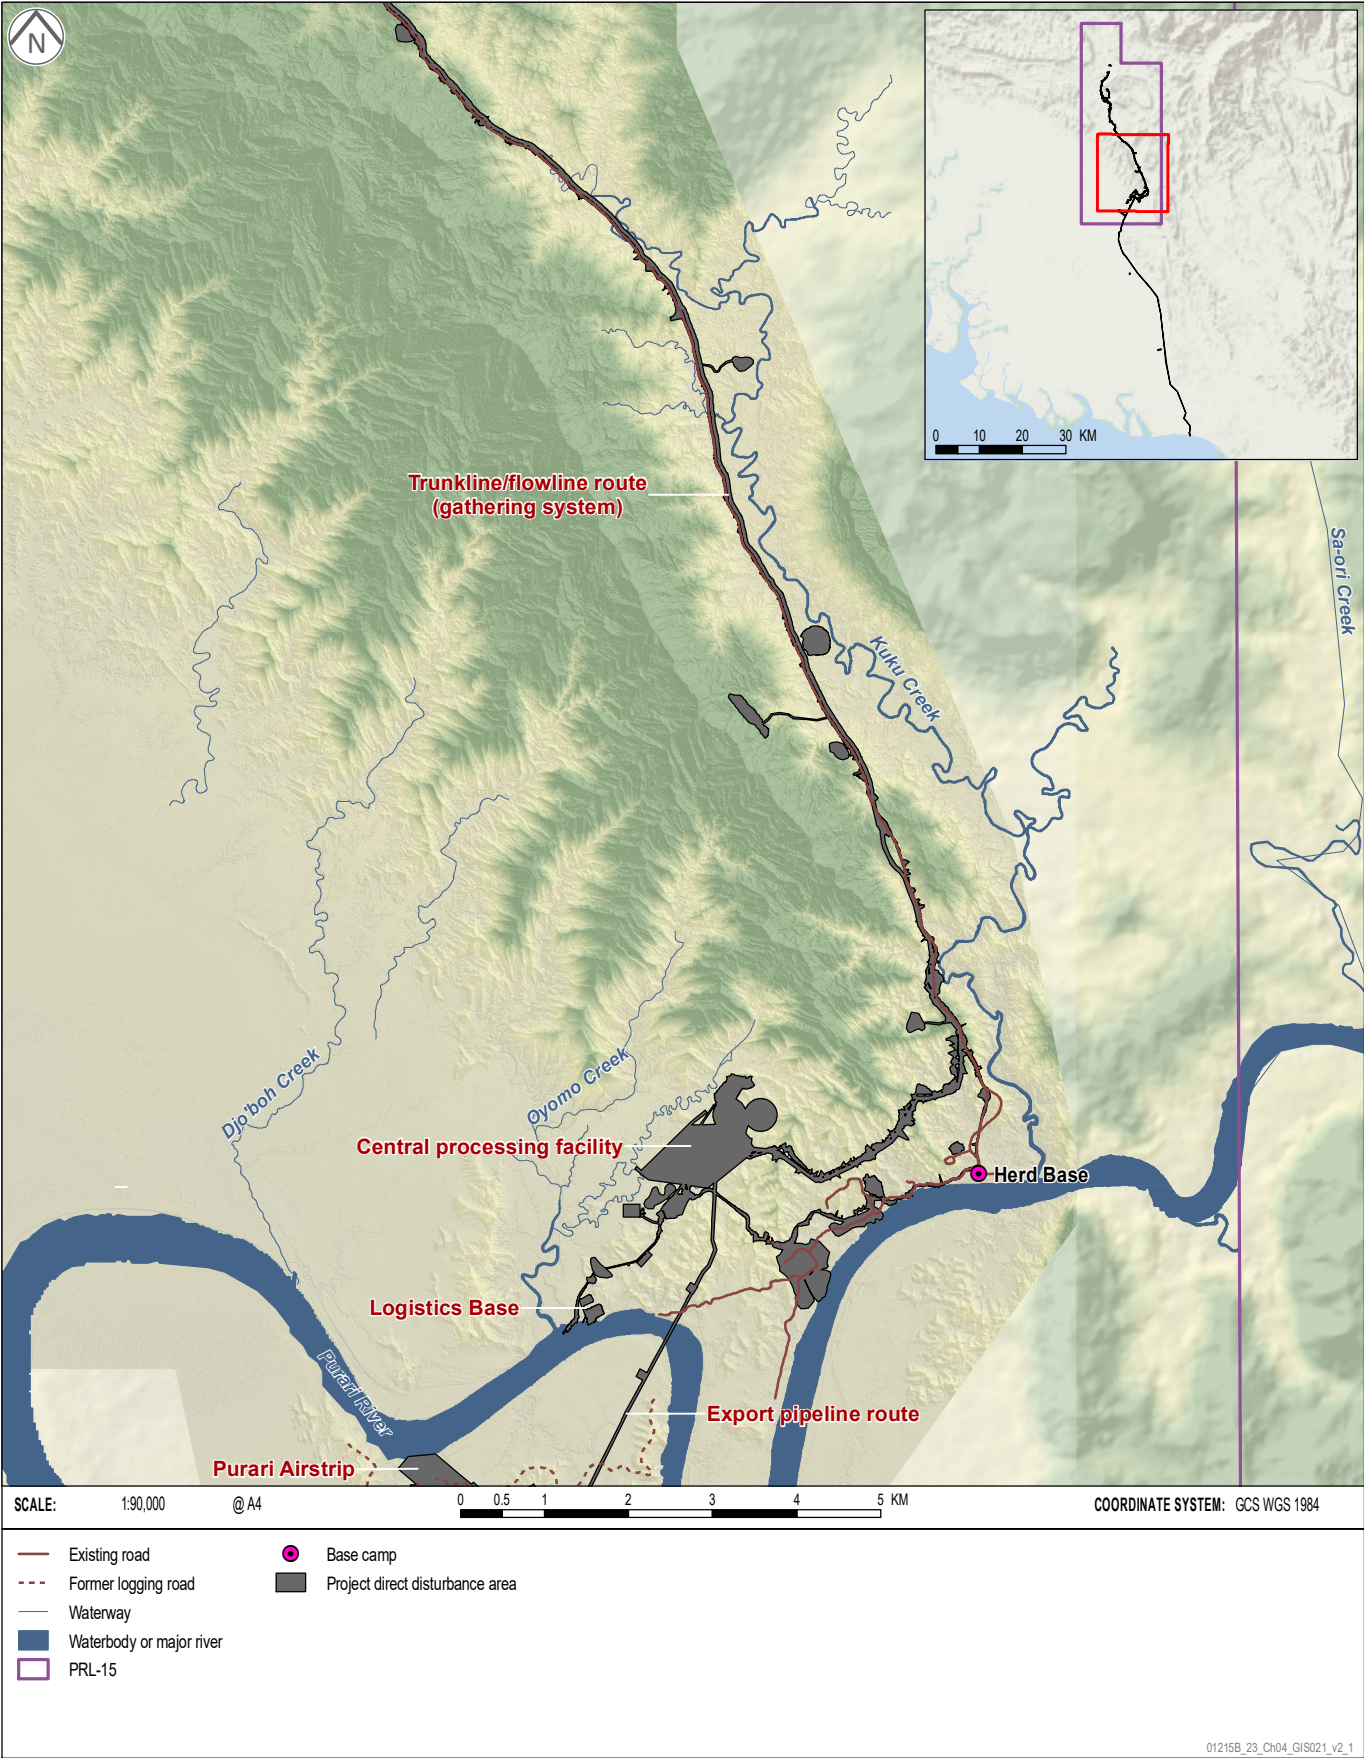 N
0 10 20 30 KM
Trunkline/flowline route
(gathering system)
Sa-ori Creek
Kuku Creek
Djo'boh Creek
Oyomo Creek
Central processing facility
Herd Base
Logistics Base
Purari River
Export pipeline route
Purari Airstrip
SCALE: 1:90,000 @ A4
0 0.5 1 2 3 4 5 KM
COORDINATE SYSTEM: GCS WGS 1984
Existing road
Former logging road
Waterway
Waterbody or major river
PRL-15
Base camp
Project direct disturbance area
01215B_23_Ch04_GIS021_v2_1